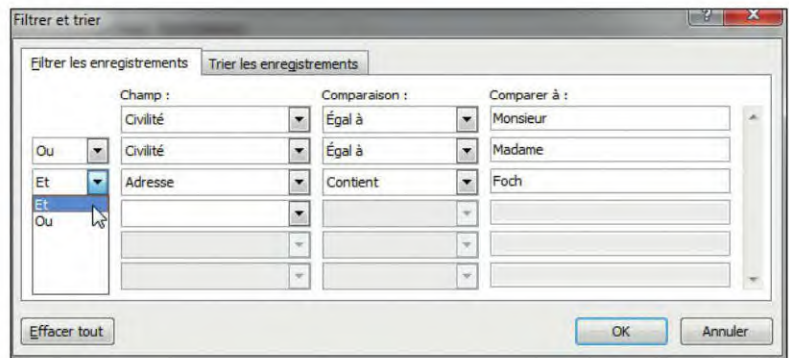 Filtrer et trier
Filtrer les enregistrements Trier les enregistrements
Champ : Comparaison : Comparer à :
Civilité Égal à Monsieur
Ou Civilité Égal à Madame
Et Adresse Contient Foch
Et
Ou
Effacer tout OK Annuler